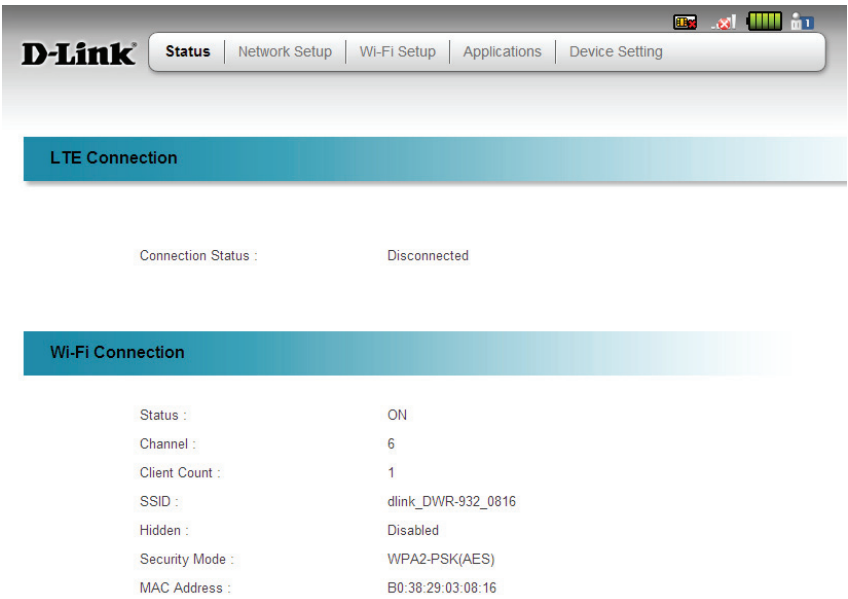 1
D-Link Status Network Setup Wi-Fi Setup Applications Device Setting
LTE Connection
Connection Status : Disconnected
Wi-Fi Connection
Status : ON
Channel : 6
Client Count : 1
SSID : dlink_DWR-932_0816
Hidden : Disabled
Security Mode : WPA2-PSK(AES)
MAC Address : B0:38:29:03:08:16